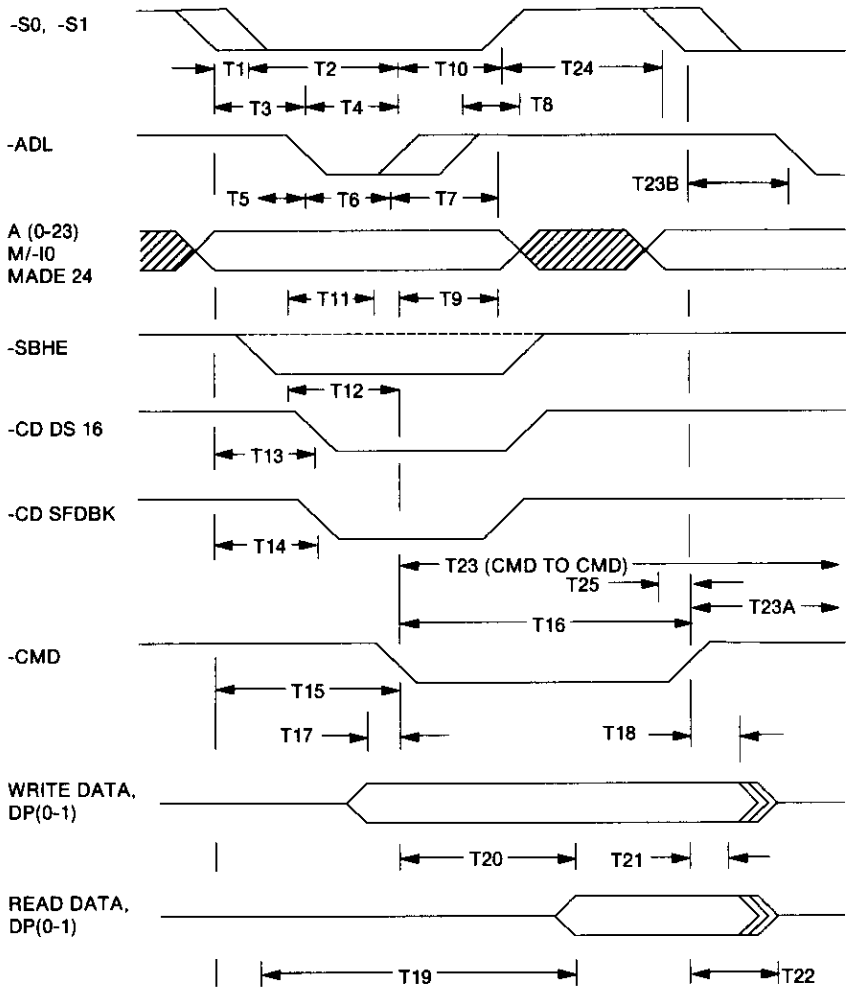 -S0, -S1
T1 T2 T10 T24
T3 T4 T8
-ADL
T5 T6 T7 T23B
A (0-23)
M/-I0
MADE 24
T11 T9
-SBHE
T12
-CD DS 16
T13
-CD SFDBK
T14
T23 (CMD TO CMD)
T25
T23A
T16
-CMD
T15
T17 T18
WRITE DATA,
DP(0-1)
T20 T21
READ DATA,
DP(0-1)
T19 T22